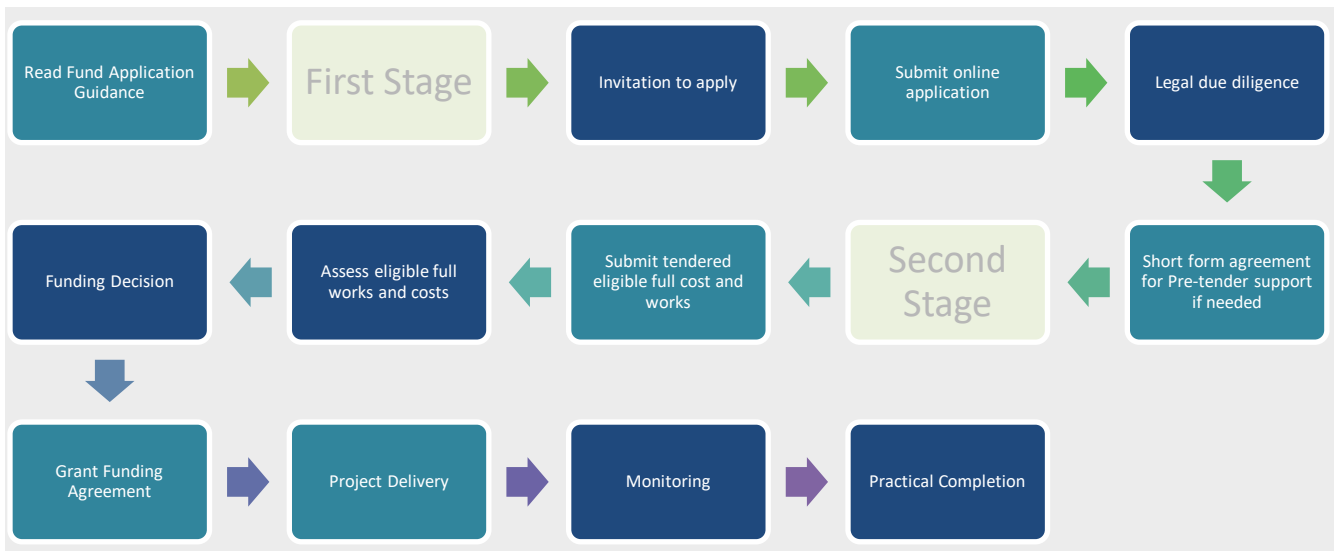 Read Fund Application
Guidance
First Stage
Invitation to apply
Submit online
application
Legal due diligence
Short form agreement
for Pre-tender support
if needed
Second
Stage
Submit tendered
eligible full cost and
works
Assess eligible full
works and costs
Funding Decision
Grant Funding
Agreement
Project Delivery
Monitoring
Practical Completion